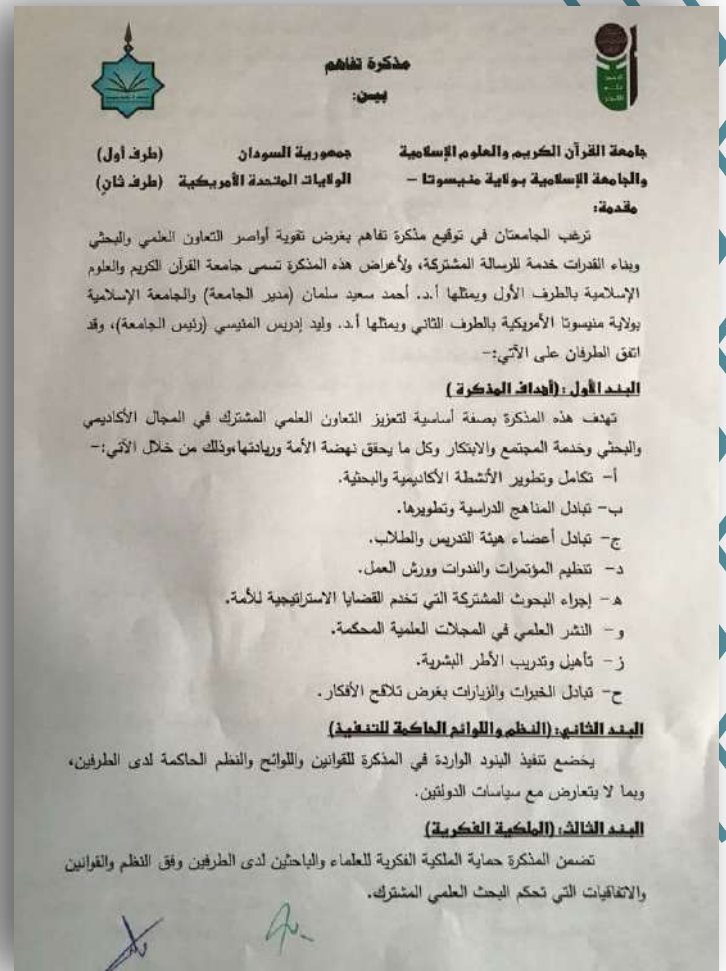 مذكرة تفاهم
بين:
جامعة القرآن الكريم والعلوم الإسلامية جمهورية السودان (طرف أول)
والجامعة الإسلامية بولاية منيسوتا – الولايات المتحدة الأمريكية (طرف ثانٍ)
مقدمة:
ترغب الجامعتان في توقيع مذكرة تفاهم بغرض تقوية أواصر التعاون العلمي والبحثي
وبناء القدرات خدمة للرسالة المشتركة، ولأغراض هذه المذكرة تسمى جامعة القرآن الكريم والعلوم
الإسلامية بالطرف الأول ويمثلها أ.د. أحمد سعيد سلمان (مدير الجامعة) والجامعة الإسلامية
بولاية منيسوتا الأمريكية بالطرف الثاني ويمثلها أ.د. وليد إدريس المنيسي (رئيس الجامعة)، وقد
اتفق الطرفان على الآتي:-
البند الأول: (أهداف المذكرة)
تهدف هذه المذكرة بصفة أساسية لتعزيز التعاون العلمي المشترك في المجال الأكاديمي
والبحثي وخدمة المجتمع والابتكار وكل ما يحقق نهضة الأمة وريادتها،وذلك من خلال الآتي:-
أ- تكامل وتطوير الأنشطة الأكاديمية والبحثية.
ب- تبادل المناهج الدراسية وتطويرها.
ج- تبادل أعضاء هيئة التدريس والطلاب.
د- تنظيم المؤتمرات والندوات وورش العمل.
هـ- إجراء البحوث المشتركة التي تخدم القضايا الاستراتيجية للأمة.
و- النشر العلمي في المجلات العلمية المحكمة.
ز- تأهيل وتدريب الأطر البشرية.
ح- تبادل الخبرات والزيارات بغرض تلاقح الأفكار.
البند الثاني: (النظم واللوائح الحاكمة للتنفيذ)
يخضع تنفيذ البنود الواردة في المذكرة للقوانين واللوائح والنظم الحاكمة لدى الطرفين،
وبما لا يتعارض مع سياسات الدولتين.
البند الثالث: (الملكية الفكرية)
تضمن المذكرة حماية الملكية الفكرية للعلماء والباحثين لدى الطرفين وفق النظم والقوانين
والاتفاقيات التي تحكم البحث العلمي المشترك.